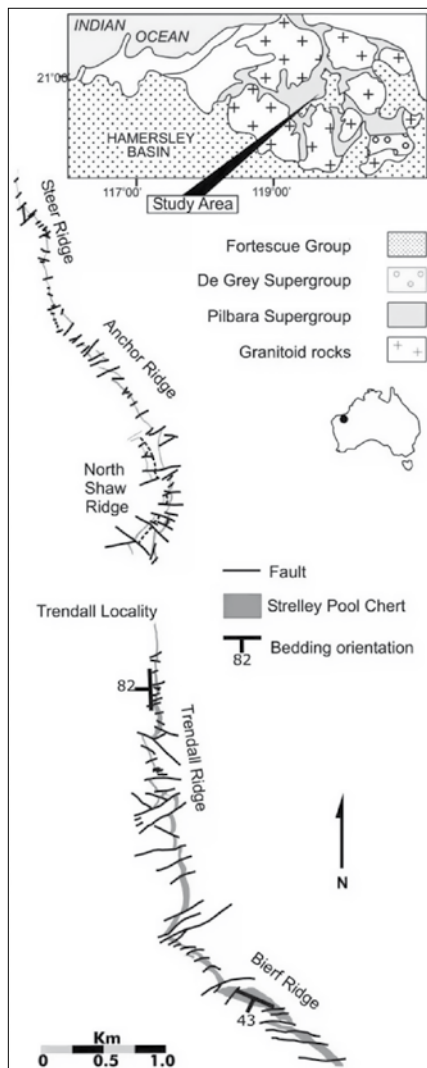 INDIAN
OCEAN
21°00'
HAMERSLEY
BASIN
117°00'
119°00'
Study Area
Steer Ridge
Fortescue Group
De Grey Supergroup
Pilbara Supergroup
Granitoid rocks
Anchor Ridge
North
Shaw
Ridge
Fault
Strelley Pool Chert
Bedding orientation
82
Trendall Locality
82
Trendall Ridge
N
Bierf Ridge
43
Km
0 0.5 1.0